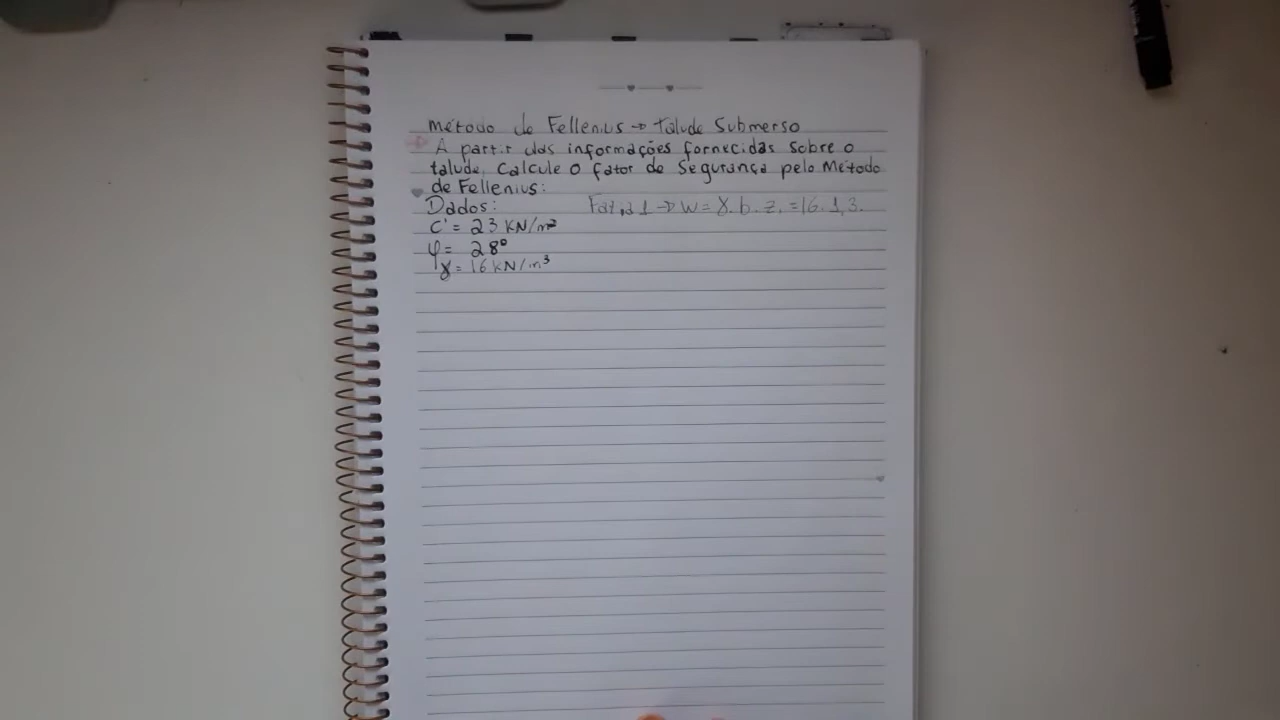 Método de Fellenius → Talude Submerso
A partir das informações fornecidas sobre o
talude, calcule o fator de Segurança pelo Método
de Fellenius:
Dados: Fatia 1 → W = γ.b.z. = 16.1,3.
C' = 23 KN/m²
φ = 28°
γ = 16 KN/m³